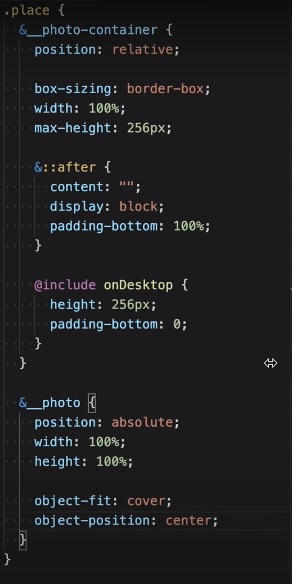 .place {
&__photo-container {
position: relative;
box-sizing: border-box;
width: 100%;
max-height: 256px;
&::after {
content: "";
display: block;
padding-bottom: 100%;
}
@include onDesktop {
height: 256px;
padding-bottom: 0;
}
}
&__photo {
position: absolute;
width: 100%;
height: 100%;
object-fit: cover;
object-position: center;
}
}